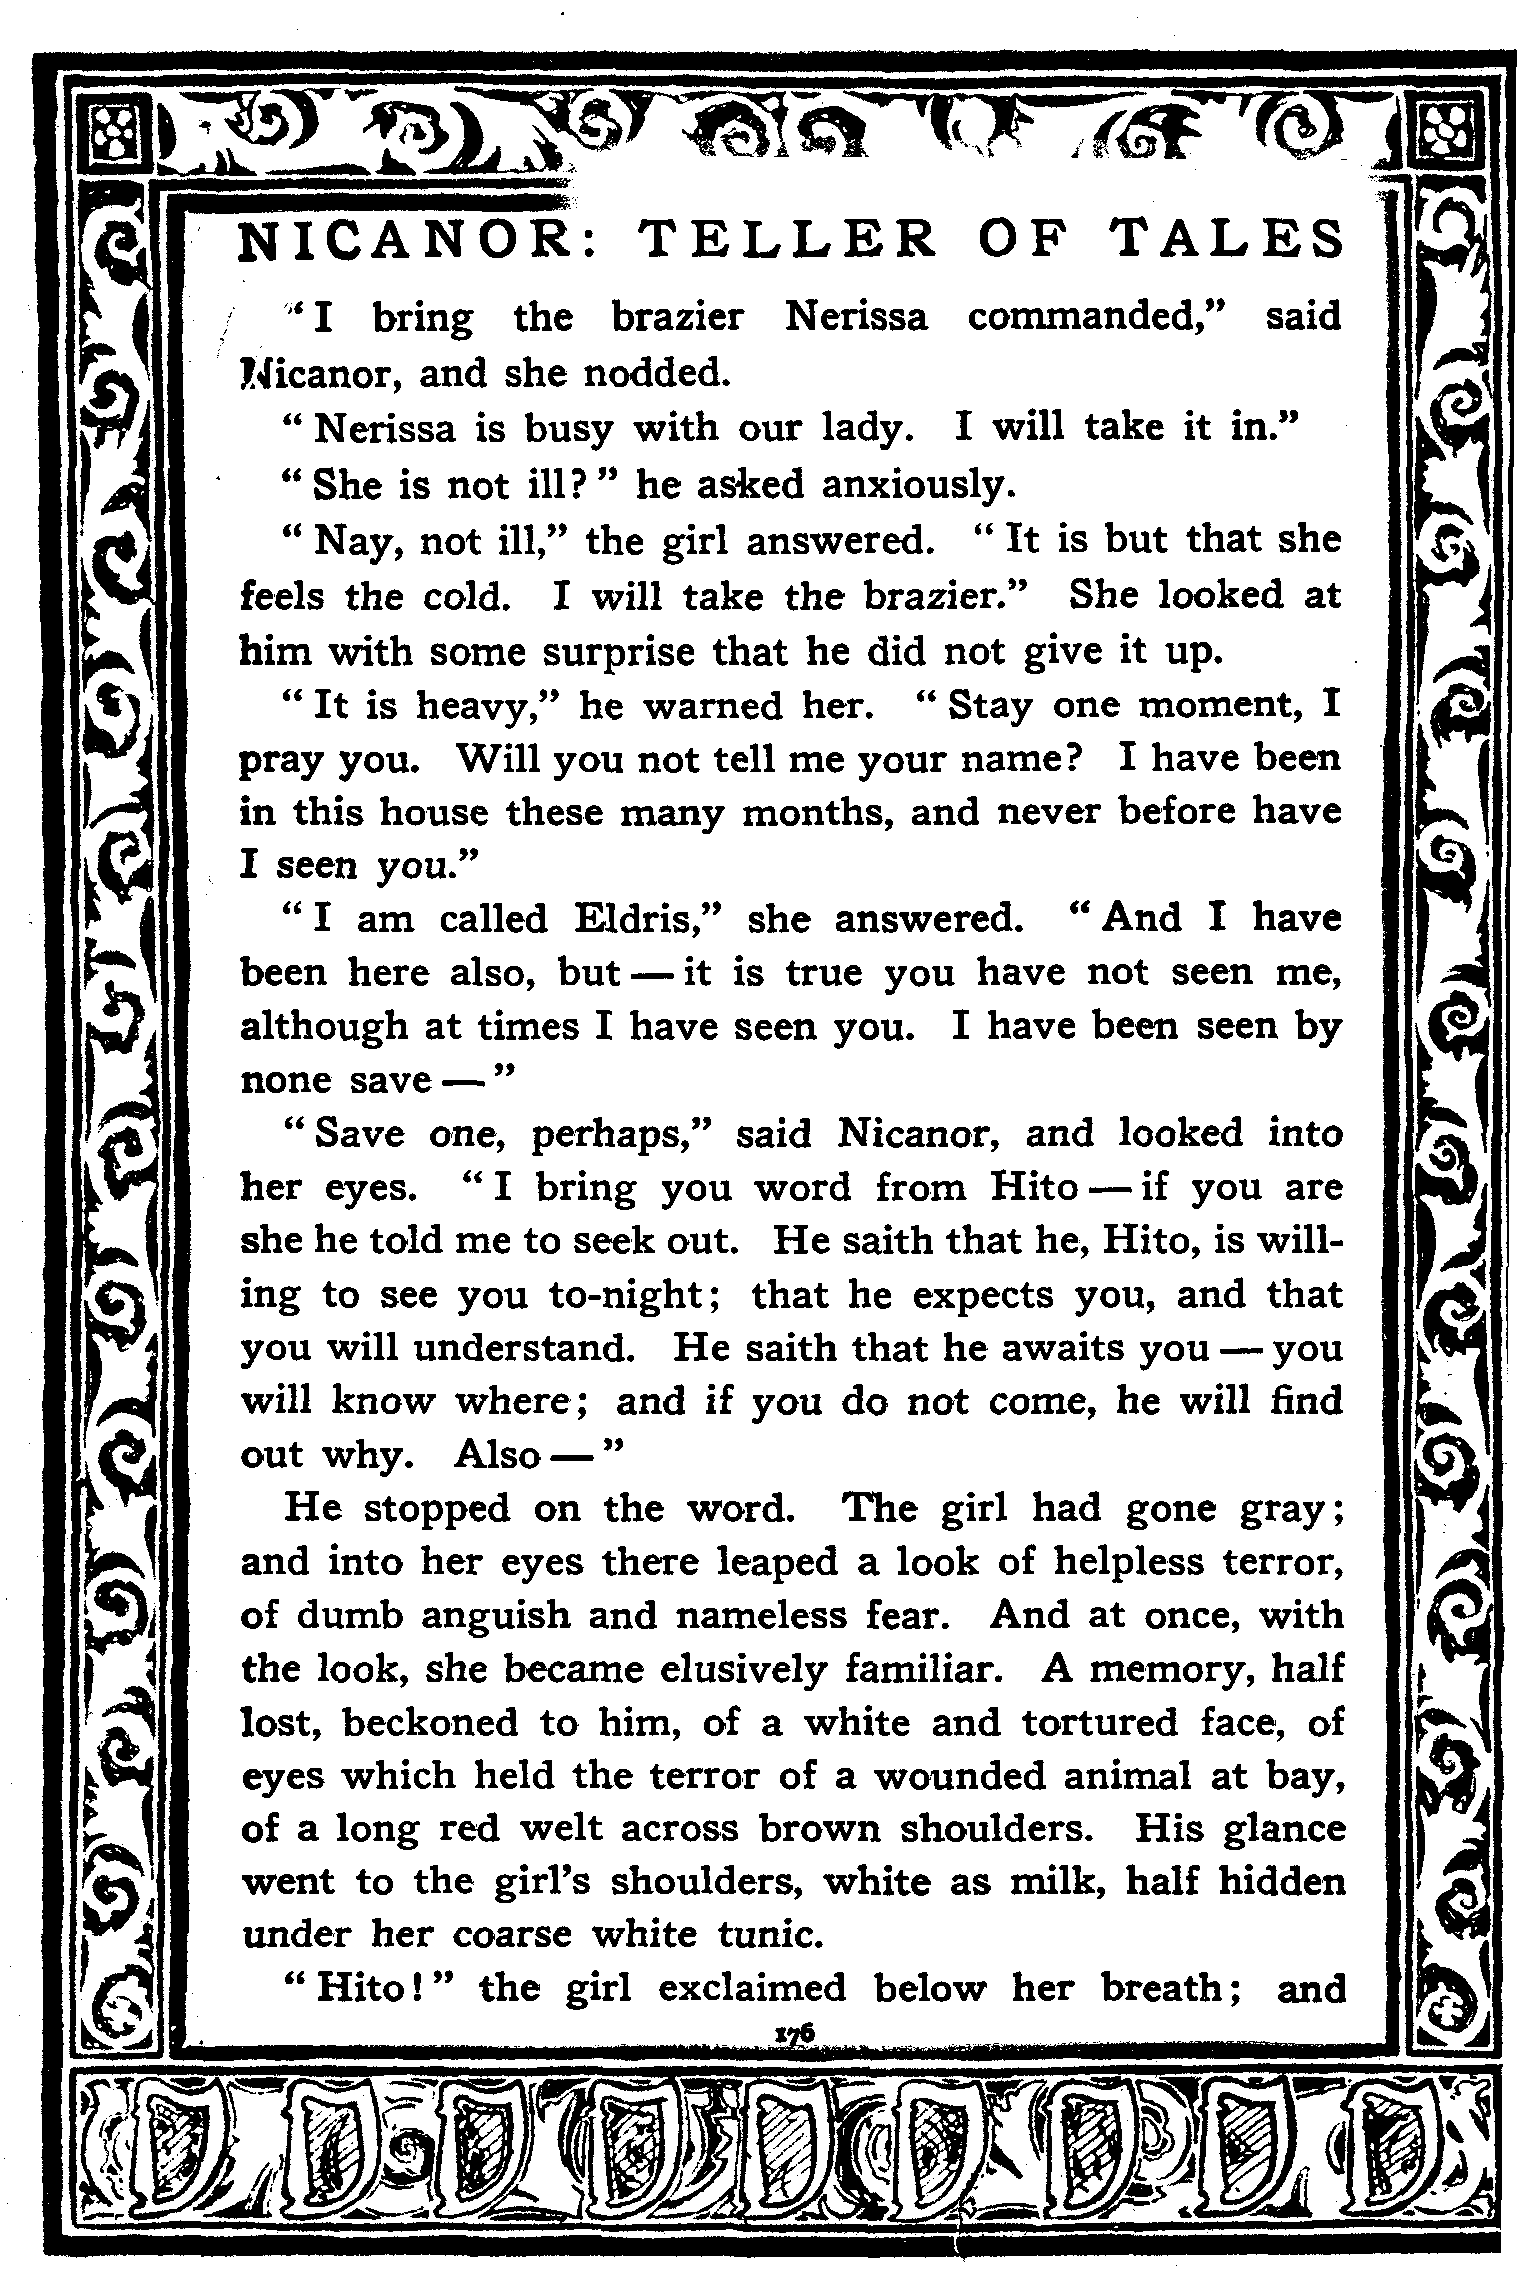 NICANOR: TELLER OF TALES
“I bring the brazier Nerissa commanded,” said
Nicanor, and she nodded.
“Nerissa is busy with our lady. I will take it in.”
“She is not ill?” he asked anxiously.
“Nay, not ill,” the girl answered. “It is but that she
feels the cold. I will take the brazier.” She looked at
him with some surprise that he did not give it up.
“It is heavy,” he warned her. “Stay one moment, I
pray you. Will you not tell me your name? I have been
in this house these many months, and never before have
I seen you.”
“I am called Eldris,” she answered. “And I have
been here also, but — it is true you have not seen me,
although at times I have seen you. I have been seen by
none save — ”
“Save one, perhaps,” said Nicanor, and looked into
her eyes. “I bring you word from Hito — if you are
she he told me to seek out. He saith that he, Hito, is will-
ing to see you to-night; that he expects you, and that
you will understand. He saith that he awaits you — you
will know where; and if you do not come, he will find
out why. Also — ”
He stopped on the word. The girl had gone gray;
and into her eyes there leaped a look of helpless terror,
of dumb anguish and nameless fear. And at once, with
the look, she became elusively familiar. A memory, half
lost, beckoned to him, of a white and tortured face, of
eyes which held the terror of a wounded animal at bay,
of a long red welt across brown shoulders. His glance
went to the girl’s shoulders, white as milk, half hidden
under her coarse white tunic.
“Hito!” the girl exclaimed below her breath; and
176